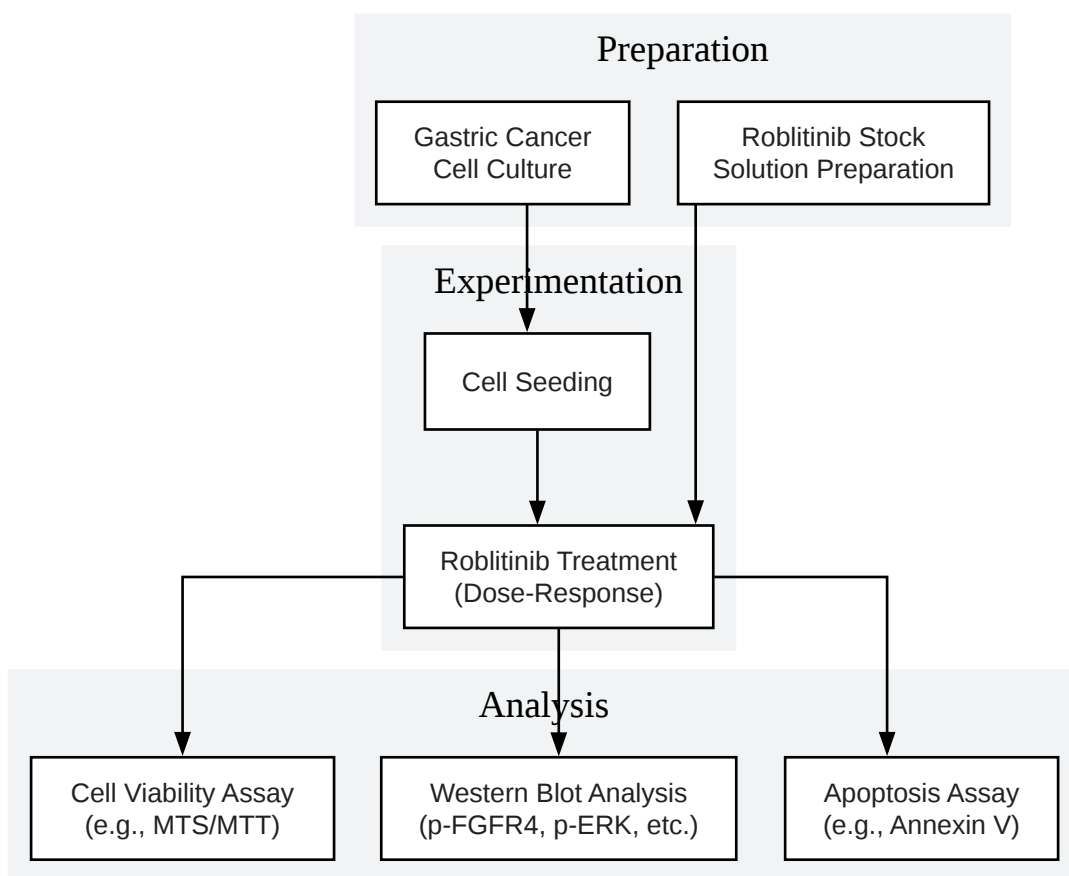 Preparation
Gastric Cancer
Cell Culture
Roblitinib Stock
Solution Preparation
Experimentation
Cell Seeding
Roblitinib Treatment
(Dose-Response)
Analysis
Cell Viability Assay
(e.g., MTS/MTT)
Western Blot Analysis
(p-FGFR4, p-ERK, etc.)
Apoptosis Assay
(e.g., Annexin V)